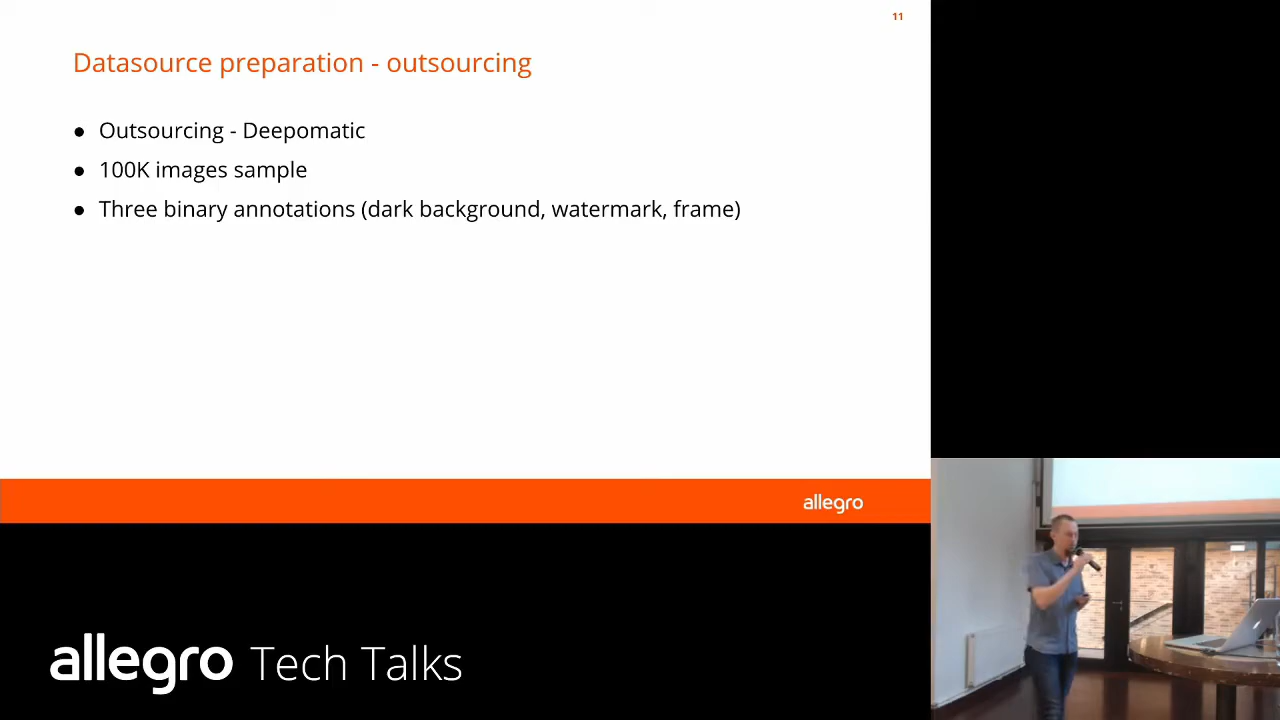 11
Datasource preparation - outsourcing
● Outsourcing - Deepomatic
● 100K images sample
● Three binary annotations (dark background, watermark, frame)
allegro
allegro Tech Talks